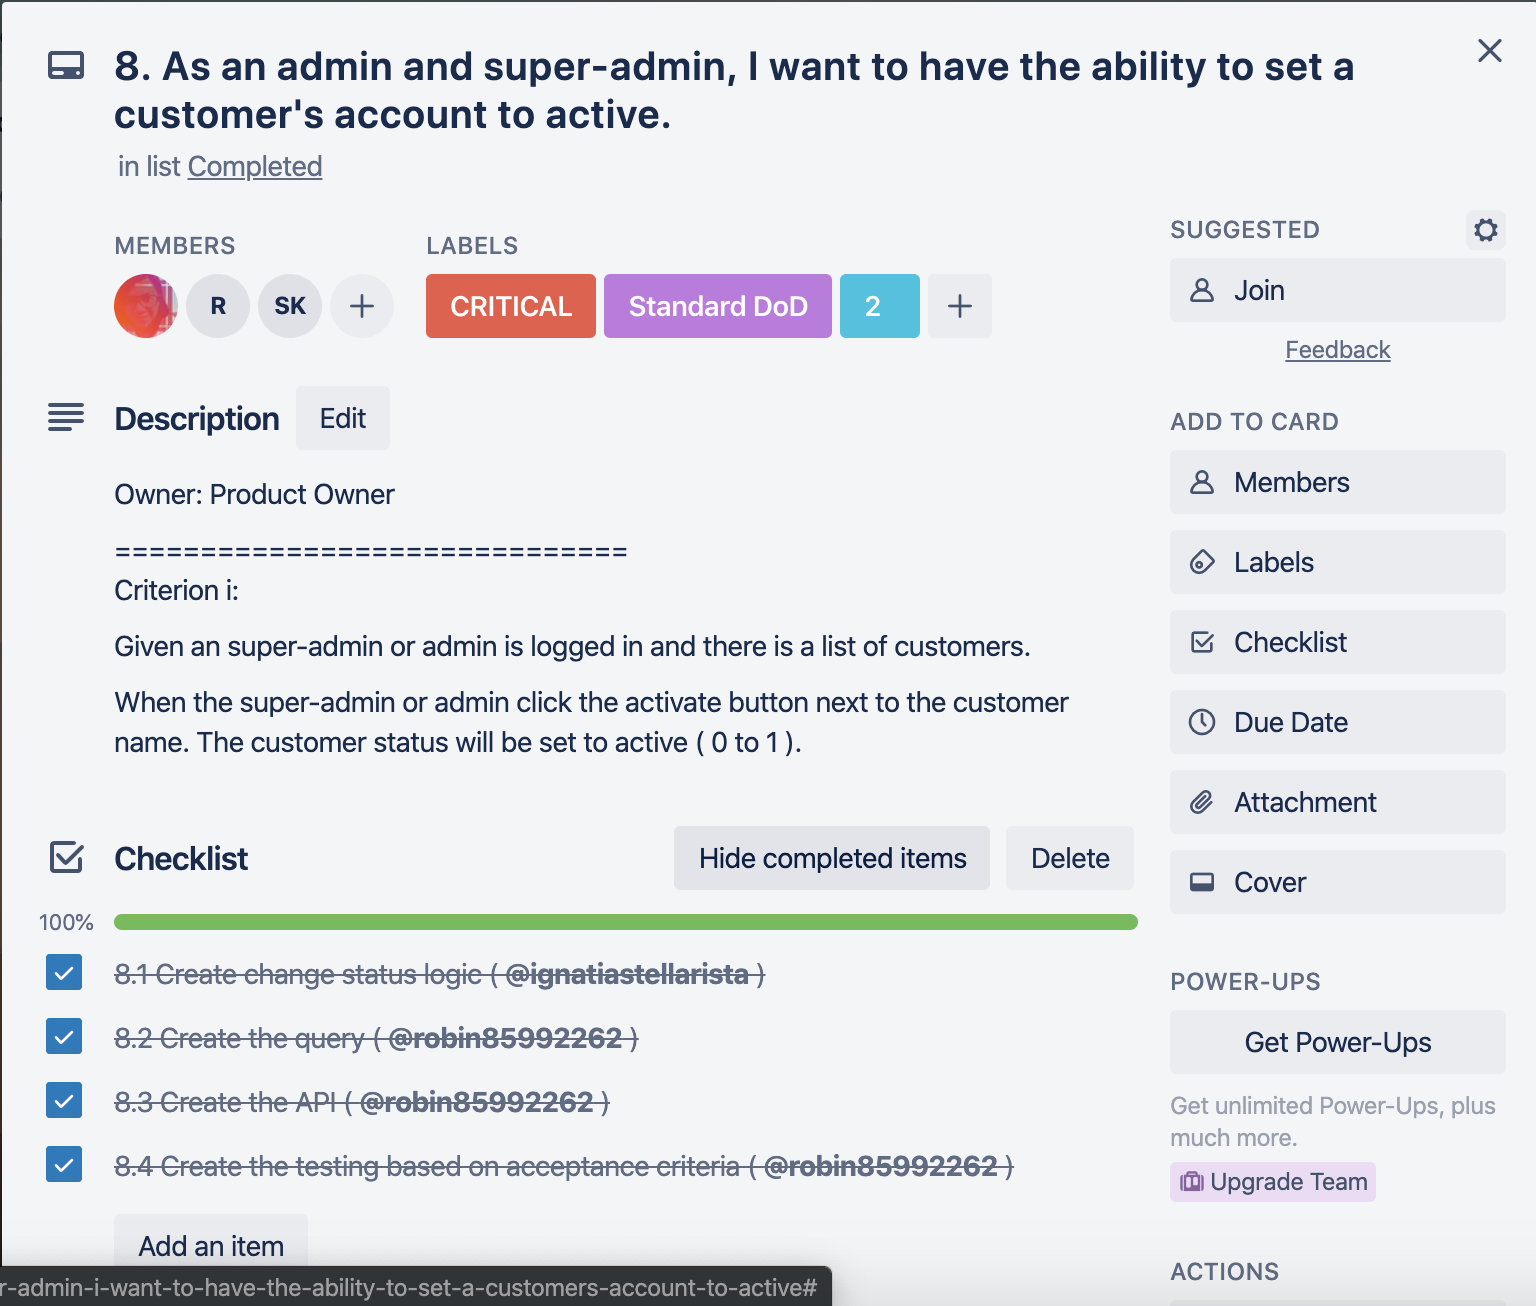 8. As an admin and super-admin, I want to have the ability to set a
customer's account to active.
in list Completed
MEMBERS
R
SK
LABELS
CRITICAL
Standard DoD
2
Description
Edit
Owner: Product Owner
==============================
Criterion i:
Given an super-admin or admin is logged in and there is a list of customers.
When the super-admin or admin click the activate button next to the customer
name. The customer status will be set to active ( 0 to 1 ).
Checklist
Hide completed items
Delete
100%
8.1 Create change status logic ( @ignatiastellarista )
8.2 Create the query ( @robin85992262 )
8.3 Create the API ( @robin85992262 )
8.4 Create the testing based on acceptance criteria ( @robin85992262 )
Add an item
r-admin-i-want-to-have-the-ability-to-set-a-customers-account-to-active#
SUGGESTED
Join
Feedback
ADD TO CARD
Members
Labels
Checklist
Due Date
Attachment
Cover
POWER-UPS
Get Power-Ups
Get unlimited Power-Ups, plus
much more.
Upgrade Team
ACTIONS